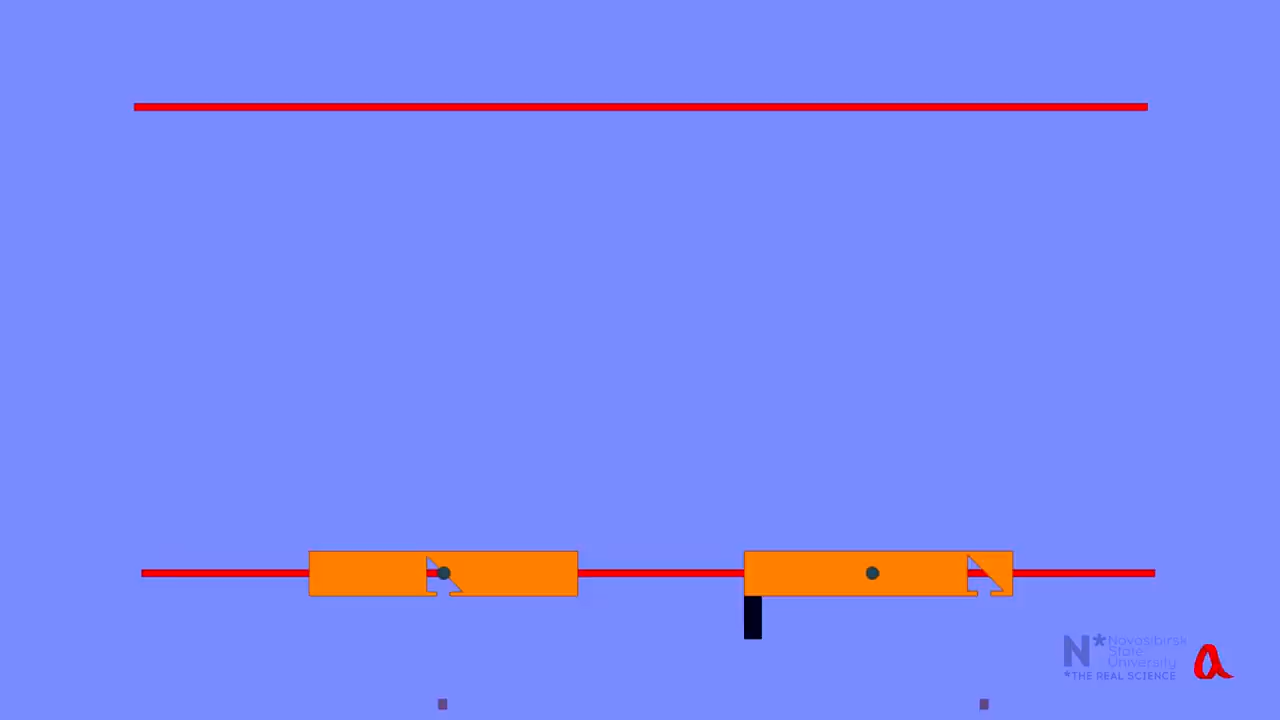 N*
Novosibirsk
State
University
*THE REAL SCIENCE